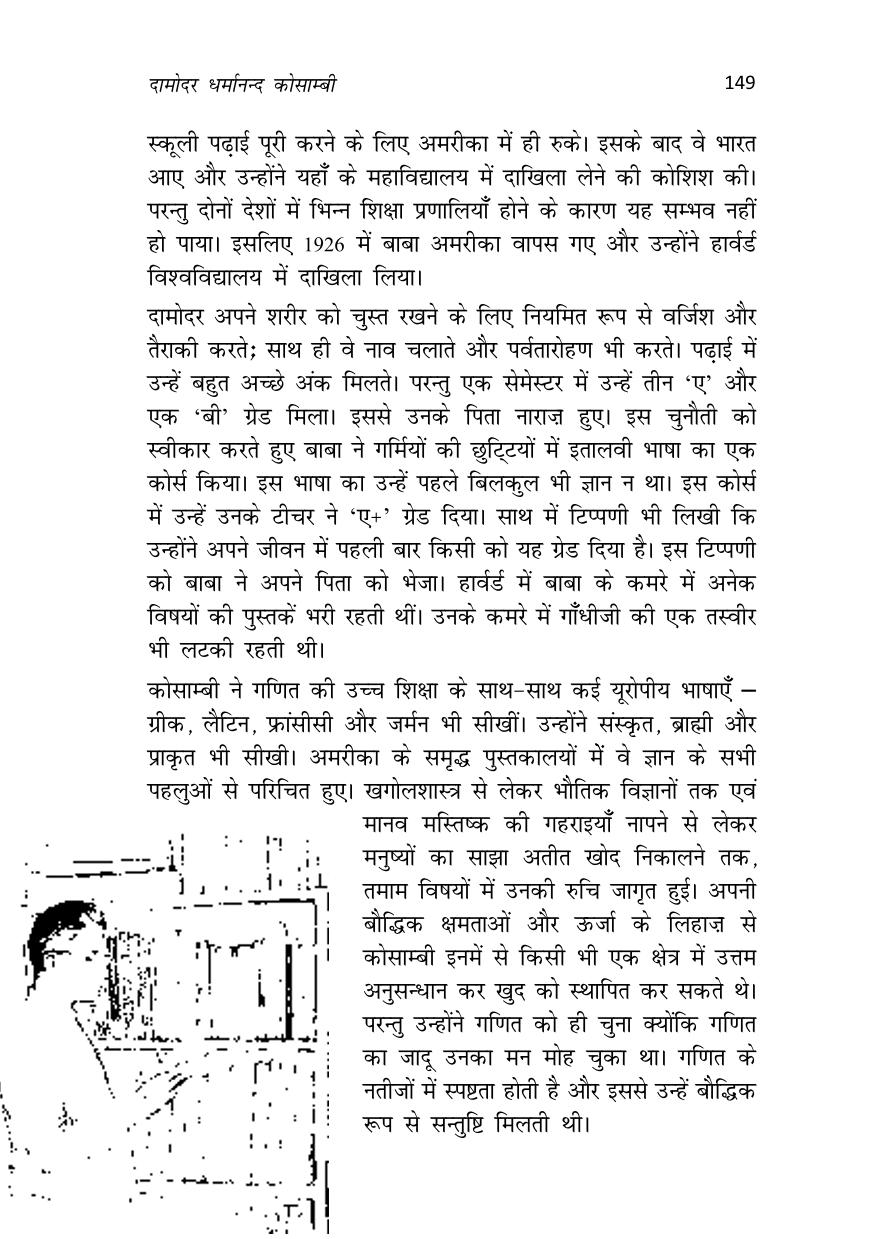 दामोदर धर्मानन्द कोसाम्बी 149
स्कूली पढ़ाई पूरी करने के लिए अमरीका में ही रुके। इसके बाद वे भारत
आए और उन्होंने यहाँ के महाविद्यालय में दाखिला लेने की कोशिश की।
परन्तु दोनों देशों में भिन्न शिक्षा प्रणालियाँ होने के कारण यह सम्भव नहीं
हो पाया। इसलिए 1926 में बाबा अमरीका वापस गए और उन्होंने हार्वर्ड
विश्वविद्यालय में दाखिला लिया।
दामोदर अपने शरीर को चुस्त रखने के लिए नियमित रूप से वर्जिश और
तैराकी करते; साथ ही वे नाव चलाते और पर्वतारोहण भी करते। पढ़ाई में
उन्हें बहुत अच्छे अंक मिलते। परन्तु एक सेमेस्टर में उन्हें तीन ‘ए’ और
एक ‘बी’ ग्रेड मिला। इससे उनके पिता नाराज़ हुए। इस चुनौती को
स्वीकार करते हुए बाबा ने गर्मियों की छुट्टियों में इतालवी भाषा का एक
कोर्स किया। इस भाषा का उन्हें पहले बिलकुल भी ज्ञान न था। इस कोर्स
में उन्हें उनके टीचर ने ‘ए+’ ग्रेड दिया। साथ में टिप्पणी भी लिखी कि
उन्होंने अपने जीवन में पहली बार किसी को यह ग्रेड दिया है। इस टिप्पणी
को बाबा ने अपने पिता को भेजा। हार्वर्ड में बाबा के कमरे में अनेक
विषयों की पुस्तकें भरी रहती थीं। उनके कमरे में गाँधीजी की एक तस्वीर
भी लटकी रहती थी।
कोसाम्बी ने गणित की उच्च शिक्षा के साथ-साथ कई यूरोपीय भाषाएँ –
ग्रीक, लैटिन, फ्रांसीसी और जर्मन भी सीखीं। उन्होंने संस्कृत, ब्राह्मी और
प्राकृत भी सीखी। अमरीका के समृद्ध पुस्तकालयों में वे ज्ञान के सभी
पहलुओं से परिचित हुए। खगोलशास्त्र से लेकर भौतिक विज्ञानों तक एवं
मानव मस्तिष्क की गहराइयाँ नापने से लेकर
मनुष्यों का साझा अतीत खोद निकालने तक,
तमाम विषयों में उनकी रुचि जागृत हुई। अपनी
बौद्धिक क्षमताओं और ऊर्जा के लिहाज़ से
कोसाम्बी इनमें से किसी भी एक क्षेत्र में उत्तम
अनुसन्धान कर खुद को स्थापित कर सकते थे।
परन्तु उन्होंने गणित को ही चुना क्योंकि गणित
का जादू उनका मन मोह चुका था। गणित के
नतीजों में स्पष्टता होती है और इससे उन्हें बौद्धिक
रूप से सन्तुष्टि मिलती थी।